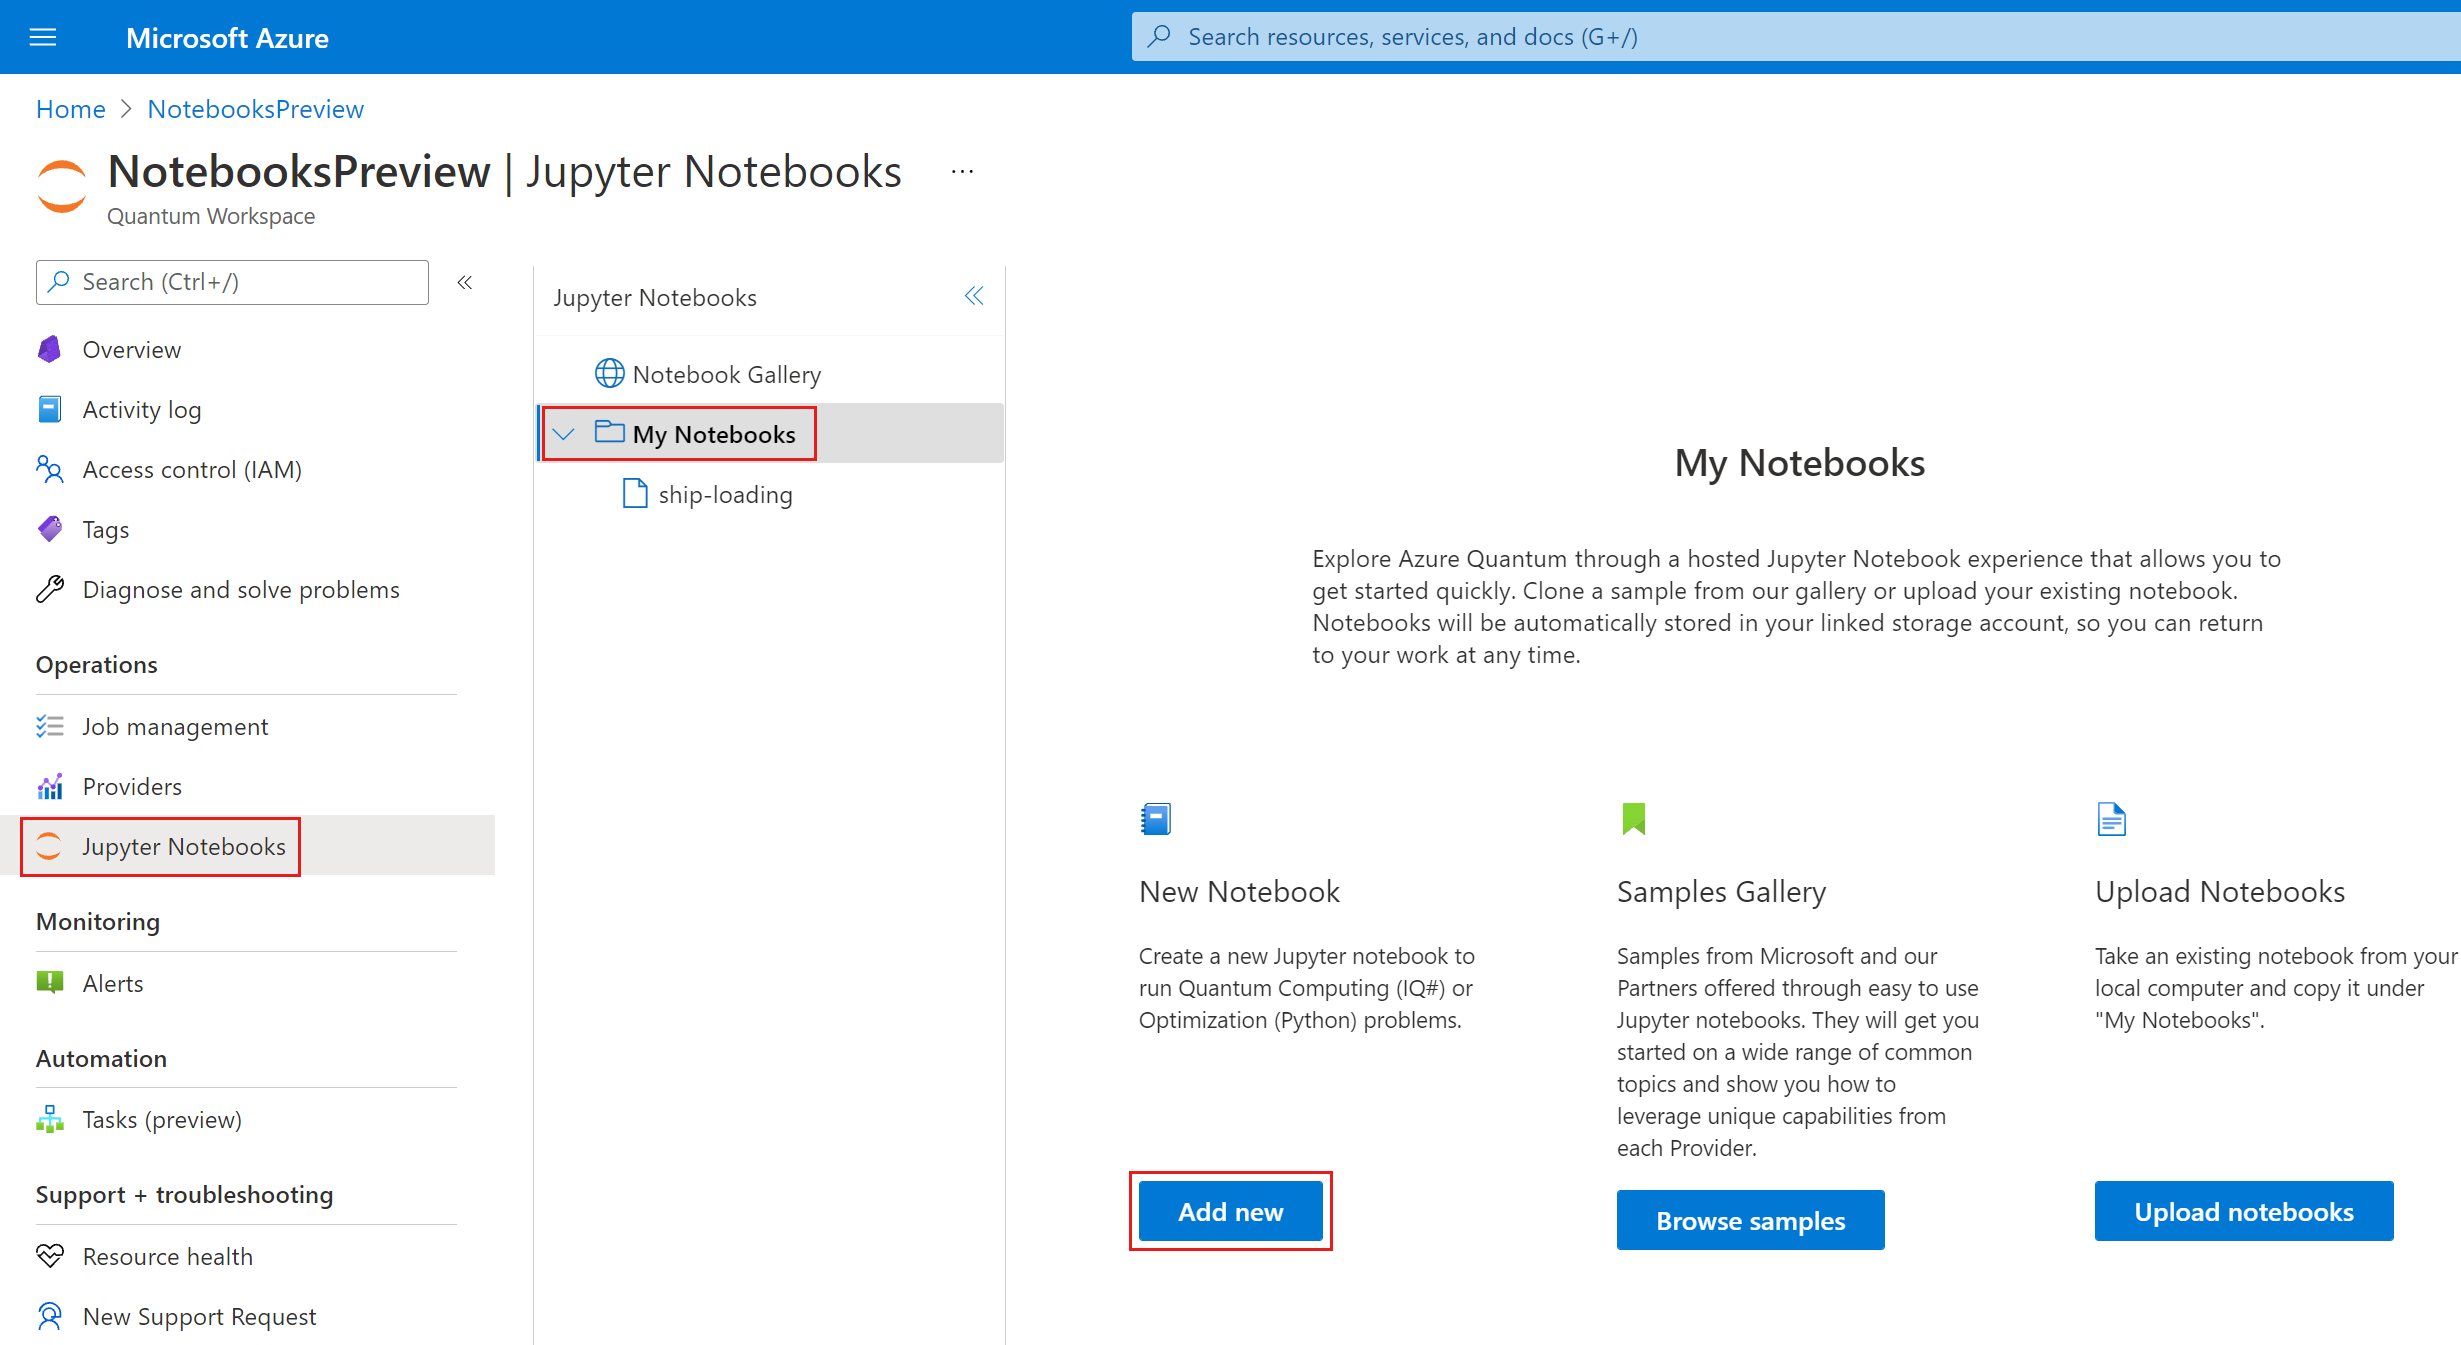 Microsoft Azure
Search resources, services, and docs (G+/)
Home > NotebooksPreview
NotebooksPreview | Jupyter Notebooks ...
Quantum Workspace
Search (Ctrl+/)
Overview
Activity log
Access control (IAM)
Tags
Diagnose and solve problems
Operations
Job management
Providers
Jupyter Notebooks
Monitoring
Alerts
Automation
Tasks (preview)
Support + troubleshooting
Resource health
New Support Request
Jupyter Notebooks
Notebook Gallery
My Notebooks
ship-loading
My Notebooks
Explore Azure Quantum through a hosted Jupyter Notebook experience that allows you to
get started quickly. Clone a sample from our gallery or upload your existing notebook.
Notebooks will be automatically stored in your linked storage account, so you can return
to your work at any time.
New Notebook
Create a new Jupyter notebook to
run Quantum Computing (IQ#) or
Optimization (Python) problems.
Add new
Samples Gallery
Samples from Microsoft and our
Partners offered through easy to use
Jupyter notebooks. They will get you
started on a wide range of common
topics and show you how to
leverage unique capabilities from
each Provider.
Browse samples
Upload Notebooks
Take an existing notebook from your
local computer and copy it under
"My Notebooks".
Upload notebooks